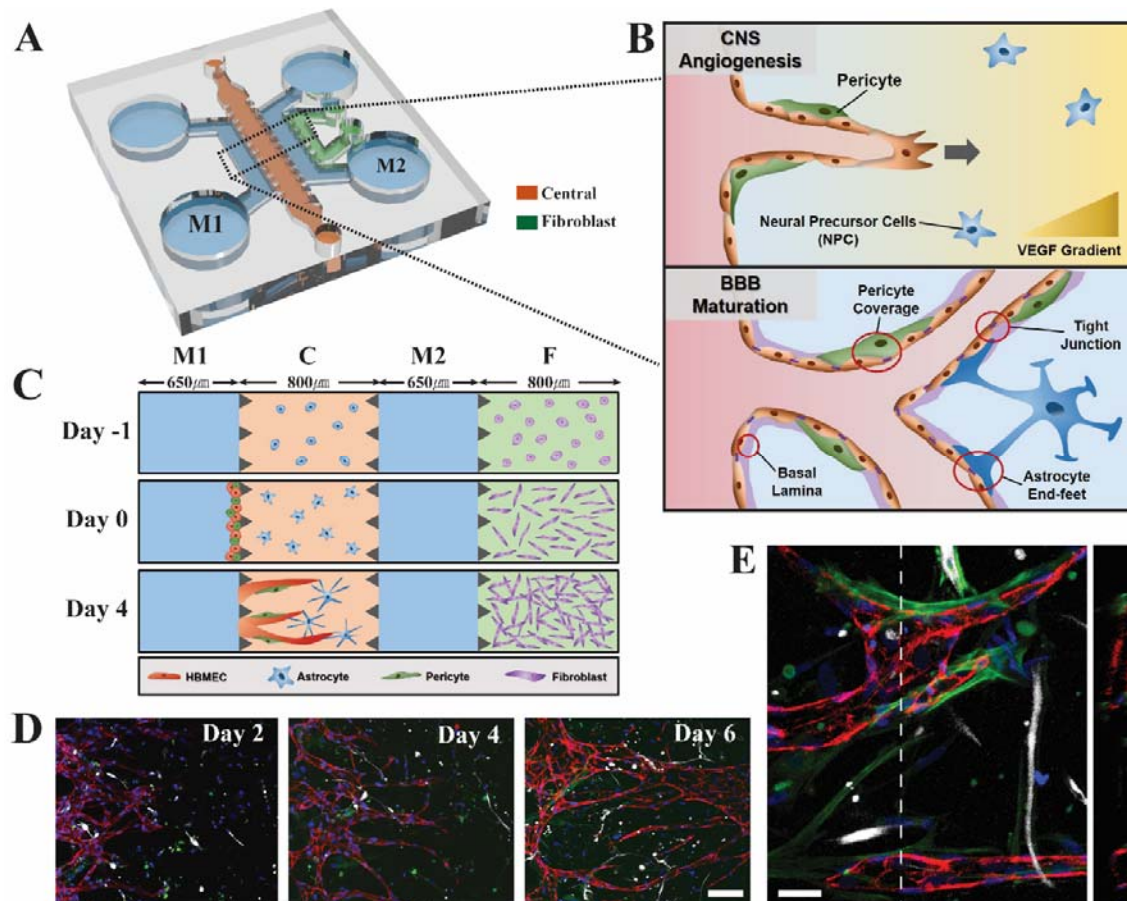 A
M1
M2
Central
Fibroblast
B
CNS
Angiogenesis
Pericyte
Neural Precursor Cells
(NPC)
VEGF Gradient
BBB
Maturation
Pericyte
Coverage
Tight
Junction
Basal
Lamina
Astrocyte
End-feet
C
M1 C M2 F
650㎛ 800㎛ 650㎛ 800㎛
Day -1
Day 0
Day 4
HBMEC Astrocyte Pericyte Fibroblast
D
Day 2 Day 4 Day 6
E